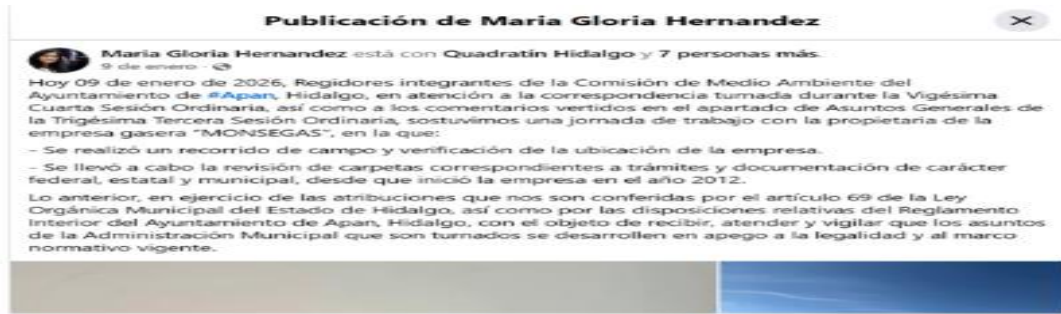 Publicación de Maria Gloria Hernandez
Maria Gloria Hernandez está con Quadratín Hidalgo y 7 personas más.
9 de enero ·
Hoy 09 de enero de 2026, Regidores integrantes de la Comisión de Medio Ambiente del
Ayuntamiento de #Apan, Hidalgo, en atención a la correspondencia turnada durante la Vigésima
Cuarta Sesión Ordinaria, así como a los comentarios vertidos en el apartado de Asuntos Generales de
la Trigésima Tercera Sesión Ordinaria, sostuvimos una jornada de trabajo con la propietaria de la
empresa gasera "MONSEGAS", en la que:
- Se realizó un recorrido de campo y verificación de la ubicación de la empresa.
- Se llevó a cabo la revisión de carpetas correspondientes a trámites y documentación de carácter
federal, estatal y municipal, desde que inició la empresa en el año 2012.
Lo anterior, en ejercicio de las atribuciones que nos son conferidas por el artículo 69 de la Ley
Orgánica Municipal del Estado de Hidalgo, así como por las disposiciones relativas del Reglamento
Interior del Ayuntamiento de Apan, Hidalgo, con el objeto de recibir, atender y vigilar que los asuntos
de la Administración Municipal que son turnados se desarrollen en apego a la legalidad y al marco
normativo vigente.